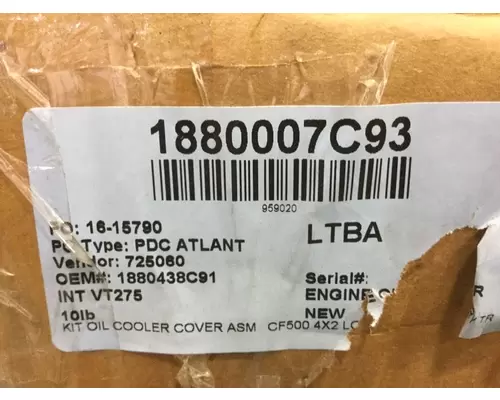 1880007C93
959020
PO: 16-15790
PO Type: PDC ATLANT
LTBA
Vendor: 725060
OEM#: 1880438C91
Serial#:
INT VT275
ENGINE
10lb
NEW
KIT OIL COOLER COVER ASM CF500 4X2